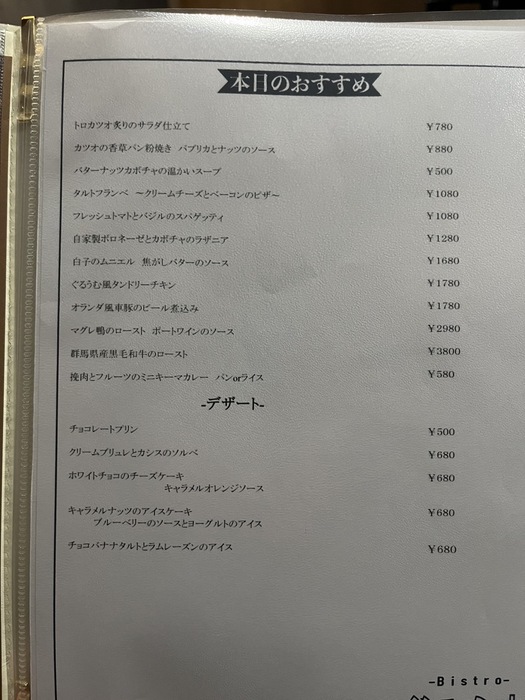 本日のおすすめ
トロカツオ炙りのサラダ仕立て ￥780
カツオの香草パン粉焼き パプリカとナッツのソース ￥880
バターナッツカボチャの温かいスープ ￥500
タルトフランベ ～クリームチーズとベーコンのピザ～ ￥1080
フレッシュトマトとバジルのスパゲッティ ￥1080
自家製ボロネーゼとカボチャのラザニア ￥1280
白子のムニエル 焦がしバターのソース ￥1680
ぐるうむ風タンドリーチキン ￥1780
オランダ風車豚のビール煮込み ￥1780
マグレ鴨のロースト ポートワインのソース ￥2980
群馬県産黒毛和牛のロースト ￥3800
挽肉とフルーツのミニキーマカレー パンorライス ￥580
-デザート-
チョコレートプリン ￥500
クリームブリュレとカシスのソルベ ￥680
ホワイトチョコのチーズケーキ ￥680
キャラメルオレンジソース
キャラメルナッツのアイスケーキ ￥680
ブルーベリーのソースとヨーグルトのアイス
チョコバナナタルトとラムレーズンのアイス ￥680
-Bistro-